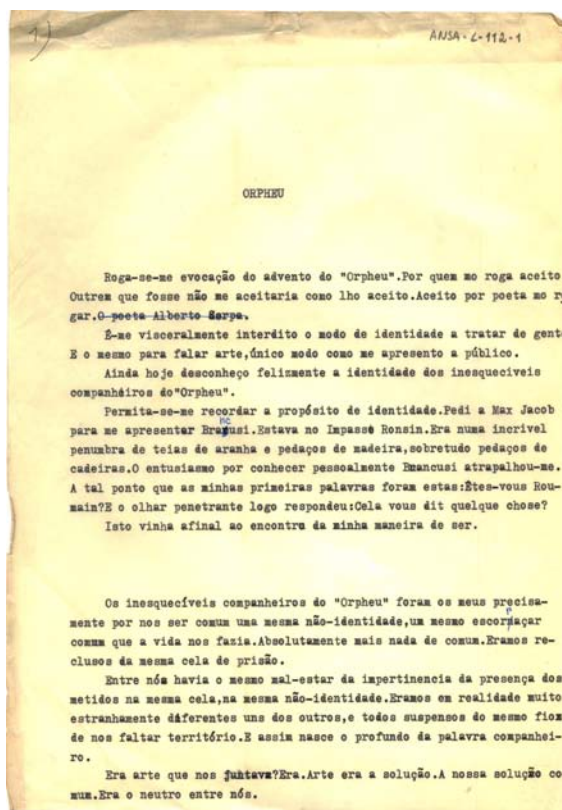 1)
ANSA-L-112-1
ORPHEU
Roga-se-me evocação do advento do "Orpheu".Por quem mo roga aceito
Outrem que fosse não me aceitaria como lho aceito.Aceito por poeta mo ro
gar.O poeta Alberto Serpa.
É-me visceralmente interdito o modo de identidade a tratar de gente
E o mesmo para falar arte,único modo como me apresento a público.
Ainda hoje desconheço felizmente a identidade dos inesqueciveis
companheiros do"Orpheu".
Permita-se-me recordar a propósito de identidade.Pedi a Max Jacob
para me apresentar Brancusi.Estava no Impasse Ronsin.Era numa incrivel
penumbra de teias de aranha e pedaços de madeira,sobretudo pedaços de
cadeiras.O entusiasmo por conhecer pessoalmente Bmancusi atrapalhou-me.
A tal ponto que as minhas primeiras palavras foram estas:Êtes-vous Rou-
main?E o olhar penetrante logo respondeu:Cela vous dit quelque chose?
Isto vinha afinal ao encontro da minha maneira de ser.
Os inesquecíveis companheiros do "Orpheu" foram os meus precisa-
mente por nos ser comum uma mesma não-identidade,um mesmo escorraçar
comum que a vida nos fazia.Absolutamente mais nada de comum.Eramos re-
clusos da mesma cela de prisão.
Entre nós havia o mesmo mal-estar da impertinencia da presença dos
metidos na mesma cela,na mesma não-identidade.Eramos em realidade muito
estranhamente diferentes uns dos outros,e todos suspensos do mesmo fiom
de nos faltar território.E assim nasce o profundo da palavra companhei-
ro.
Era arte que nos juntava?Era.Arte era a solução.A nossa solução co
mum.Era o neutro entre nós.